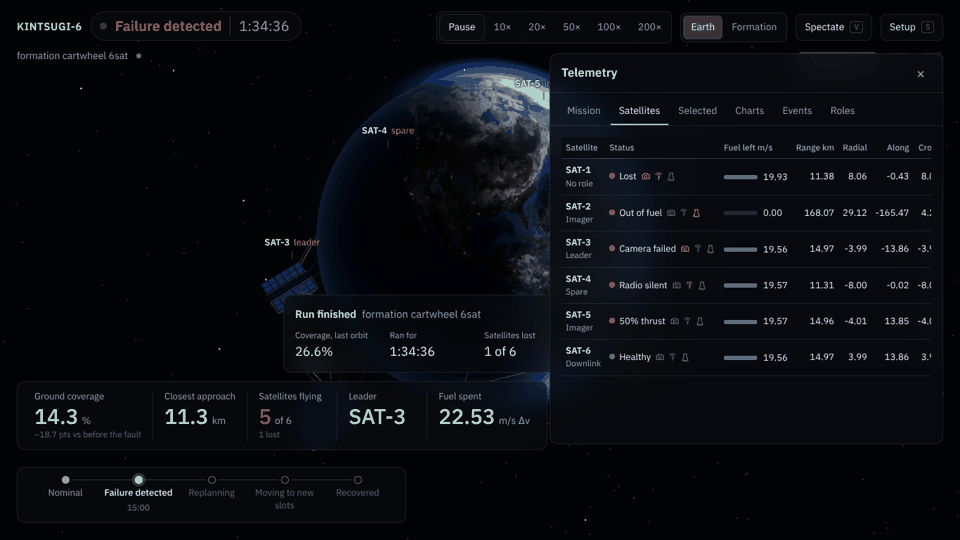 KINTSUGI-6
Failure detected 1:34:36
Pause 10× 20× 50× 100× 200×
Earth Formation
Spectate V
Setup S
formation cartwheel 6sat
SAT-5
SAT-4 spare
SAT-3 leader
Telemetry
Mission Satellites Selected Charts Events Roles
Satellite Status Fuel left m/s Range km Radial Along Cro
SAT-1
No role
Lost 19.93 11.38 8.06 -0.43
SAT-2
Imager
Out of fuel 0.00 168.07 29.12 -165.47
SAT-3
Leader
Camera failed 19.56 14.97 -3.99 -13.86
SAT-4
Spare
Radio silent 19.57 11.31 -8.00 -0.02
SAT-5
Imager
50% thrust 19.57 14.96 -4.01 13.85
SAT-6
Downlink
Healthy 19.56 14.97 3.99 13.86
Run finished formation cartwheel 6sat
Coverage, last orbit Ran for Satellites lost
26.6% 1:34:36 1 of 6
Ground coverage Closest approach Satellites flying Leader Fuel spent
14.3 % 11.3 km 5 of 6 SAT-3 22.53 m/s Δv
−18.7 pts vs before the fault 1 lost
Nominal Failure detected Replanning Moving to new slots Recovered
15:00